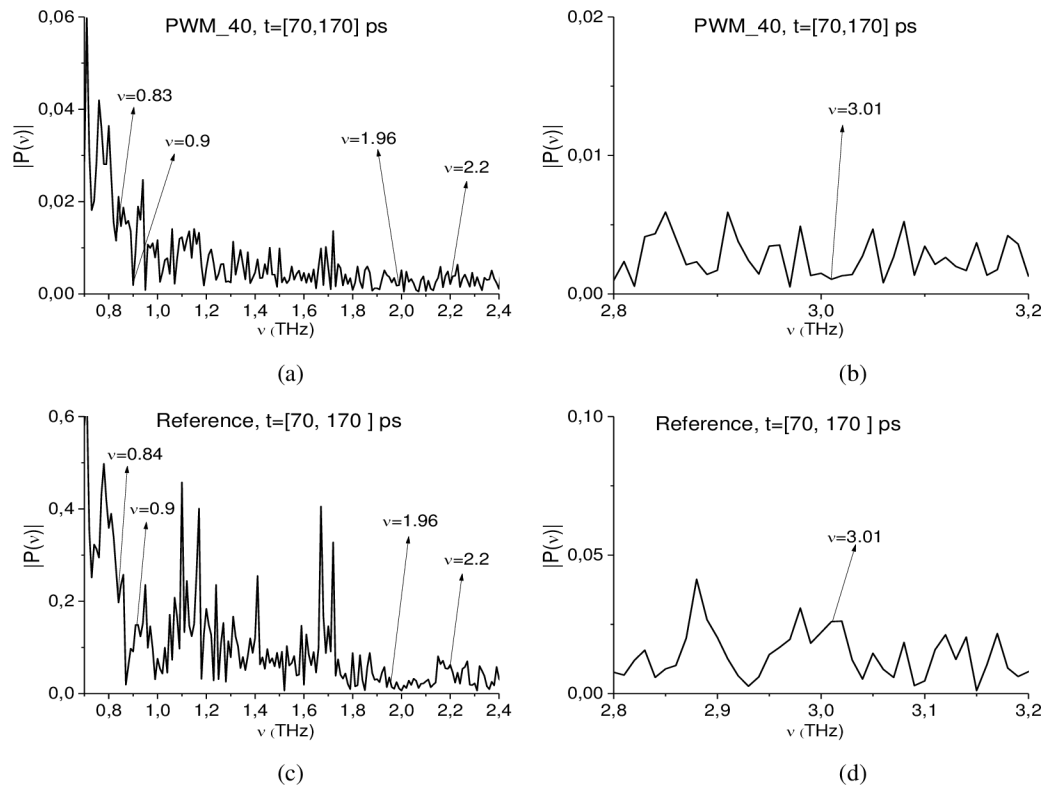 PWM_40, t=[70,170] ps
|P(ν)|
0,06
0,04
0,02
0,00
ν=0.83
ν=0.9
ν=1.96
ν=2.2
0,8 1,0 1,2 1,4 1,6 1,8 2,0 2,2 2,4
ν (THz)
(a)
PWM_40, t=[70,170] ps
|P(ν)|
0,02
0,01
0,00
ν=3.01
2,8 2,9 3,0 3,1 3,2
ν (THz)
(b)
Reference, t=[70, 170 ] ps
|P(ν)|
0,6
0,4
0,2
0,0
ν=0.84
ν=0.9
ν=1.96
ν=2.2
0,8 1,0 1,2 1,4 1,6 1,8 2,0 2,2 2,4
ν (THz)
(c)
Reference, t=[70, 170 ] ps
|P(ν)|
0,10
0,05
0,00
ν=3.01
2,8 2,9 3,0 3,1 3,2
ν (THz)
(d)